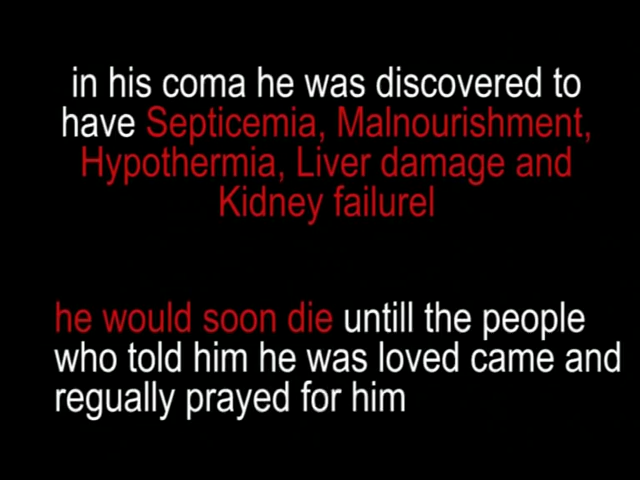 in his coma he was discovered to
have Septicemia, Malnourishment,
Hypothermia, Liver damage and
Kidney failurel
he would soon die untill the people
who told him he was loved came and
regually prayed for him